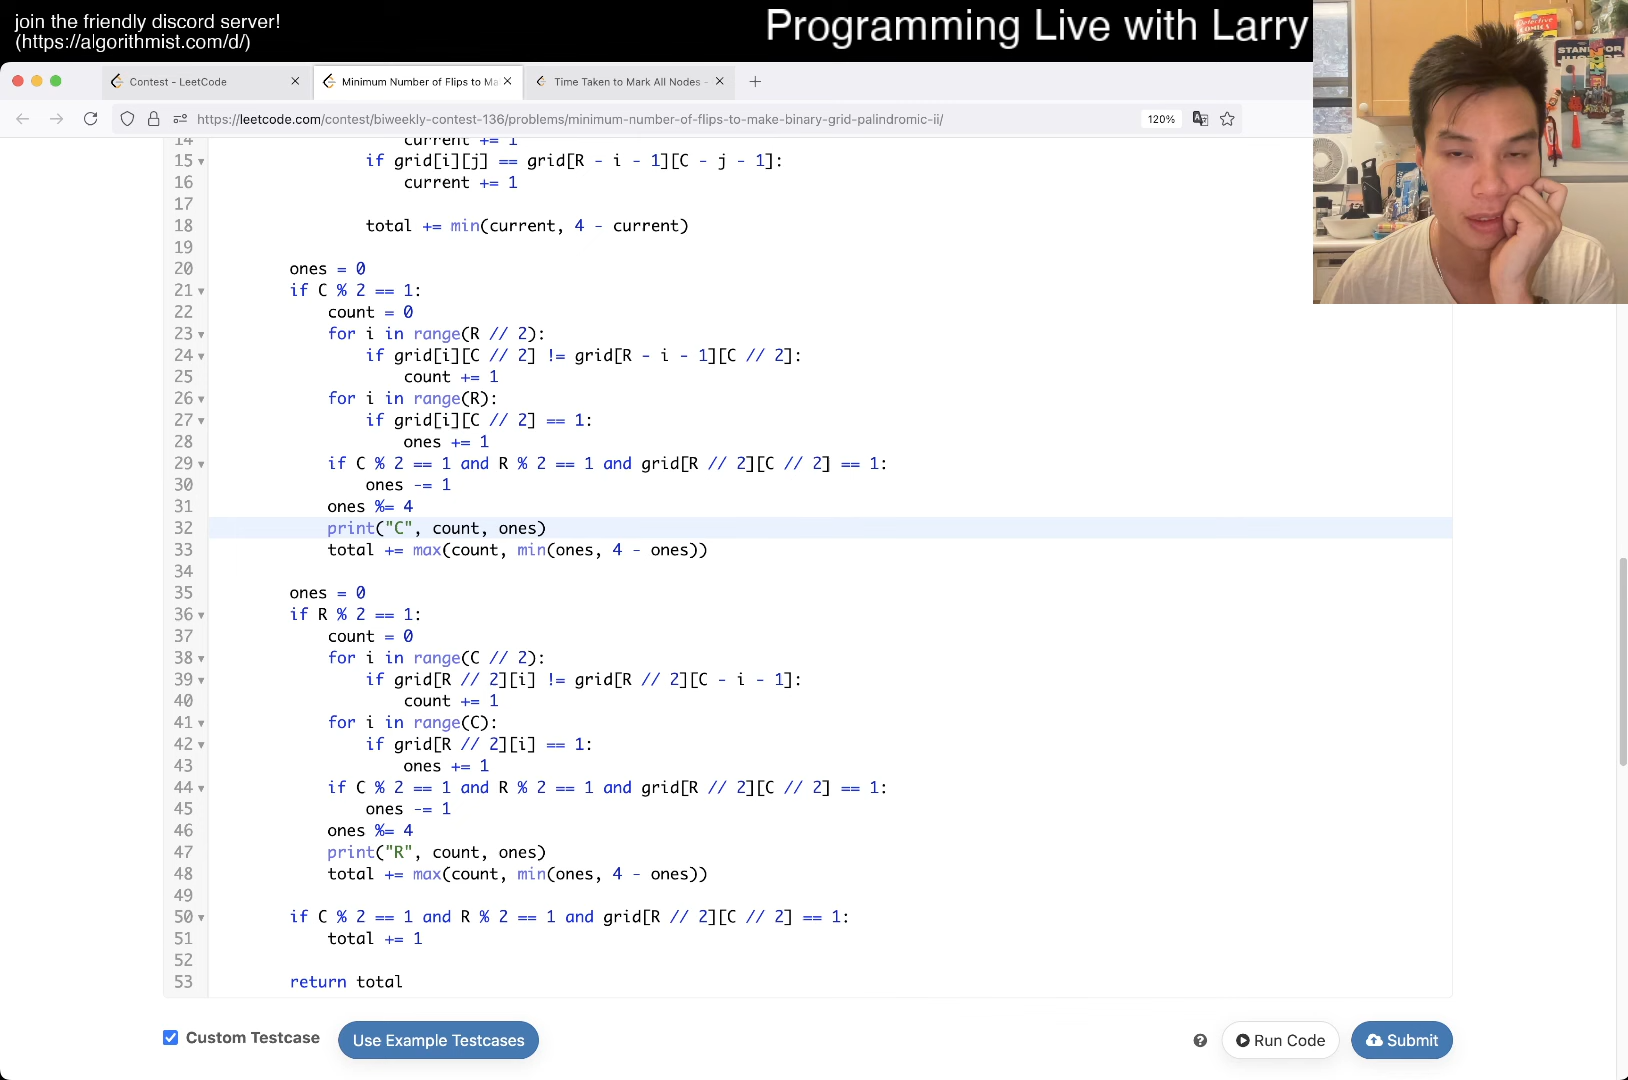 join the friendly discord server!
(https://algorithmist.com/d/)
Programming Live with Larry
Contest - LeetCode
Minimum Number of Flips to Ma
Time Taken to Mark All Nodes -
https://leetcode.com/contest/biweekly-contest-136/problems/minimum-number-of-flips-to-make-binary-grid-palindromic-ii/
120%
14 current += 1
15 if grid[i][j] == grid[R - i - 1][C - j - 1]:
16 current += 1
17
18 total += min(current, 4 - current)
19
20 ones = 0
21 if C % 2 == 1:
22 count = 0
23 for i in range(R // 2):
24 if grid[i][C // 2] != grid[R - i - 1][C // 2]:
25 count += 1
26 for i in range(R):
27 if grid[i][C // 2] == 1:
28 ones += 1
29 if C % 2 == 1 and R % 2 == 1 and grid[R // 2][C // 2] == 1:
30 ones -= 1
31 ones %= 4
32 print("C", count, ones)
33 total += max(count, min(ones, 4 - ones))
34
35 ones = 0
36 if R % 2 == 1:
37 count = 0
38 for i in range(C // 2):
39 if grid[R // 2][i] != grid[R // 2][C - i - 1]:
40 count += 1
41 for i in range(C):
42 if grid[R // 2][i] == 1:
43 ones += 1
44 if C % 2 == 1 and R % 2 == 1 and grid[R // 2][C // 2] == 1:
45 ones -= 1
46 ones %= 4
47 print("R", count, ones)
48 total += max(count, min(ones, 4 - ones))
49
50 if C % 2 == 1 and R % 2 == 1 and grid[R // 2][C // 2] == 1:
51 total += 1
52
53 return total
Custom Testcase
Use Example Testcases
Run Code
Submit